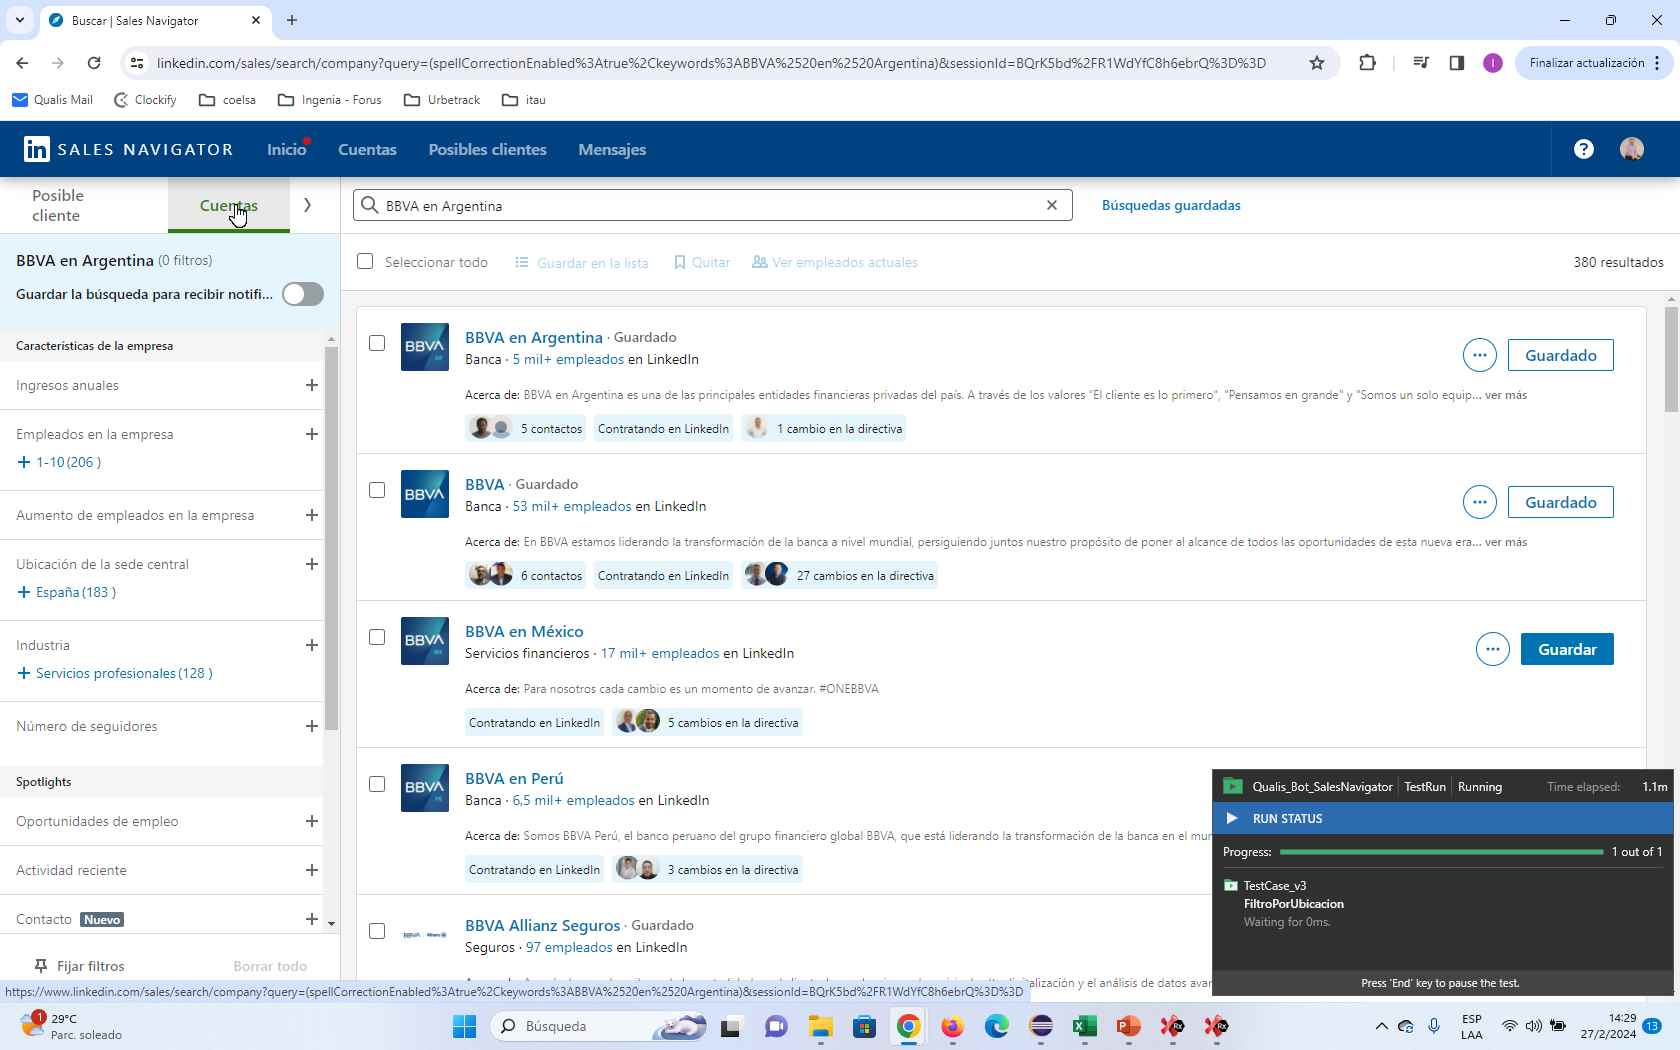 Buscar | Sales Navigator
linkedin.com/sales/search/company?query=(spellCorrectionEnabled%3Atrue%2Ckeywords%3ABBVA%2520en%2520Argentina)&sessionId=BQrK5bd%2FR1WdYfC8h6ebrQ%3D%3D
I
Finalizar actualización
Qualis Mail
Clockify
coelsa
Ingenia - Forus
Urbetrack
itau
in SALES NAVIGATOR
Inicio
Cuentas
Posibles clientes
Mensajes
?
Posible cliente
Cuentas
BBVA en Argentina
Búsquedas guardadas
BBVA en Argentina (0 filtros)
Guardar la búsqueda para recibir notifi...
Seleccionar todo
Guardar en la lista
Quitar
Ver empleados actuales
380 resultados
Características de la empresa
Ingresos anuales
Empleados en la empresa
1-10 (206 )
Aumento de empleados en la empresa
Ubicación de la sede central
España (183 )
Industria
Servicios profesionales (128 )
Número de seguidores
Spotlights
Oportunidades de empleo
Actividad reciente
Contacto Nuevo
Fijar filtros
Borrar todo
BBVA
BBVA en Argentina · Guardado
Banca · 5 mil+ empleados en LinkedIn
Guardado
Acerca de: BBVA en Argentina es una de las principales entidades financieras privadas del país. A través de los valores "El cliente es lo primero", "Pensamos en grande" y "Somos un solo equip... ver más
5 contactos
Contratando en LinkedIn
1 cambio en la directiva
BBVA
BBVA · Guardado
Banca · 53 mil+ empleados en LinkedIn
Guardado
Acerca de: En BBVA estamos liderando la transformación de la banca a nivel mundial, persiguiendo juntos nuestro propósito de poner al alcance de todos las oportunidades de esta nueva era... ver más
6 contactos
Contratando en LinkedIn
27 cambios en la directiva
BBVA
BBVA en México
Servicios financieros · 17 mil+ empleados en LinkedIn
Guardar
Acerca de: Para nosotros cada cambio es un momento de avanzar. #ONEBBVA
Contratando en LinkedIn
5 cambios en la directiva
BBVA
BBVA en Perú
Banca · 6,5 mil+ empleados en LinkedIn
Acerca de: Somos BBVA Perú, el banco peruano del grupo financiero global BBVA, que está liderando la transformación de la banca en el mun
Contratando en LinkedIn
3 cambios en la directiva
BBVA Allianz
BBVA Allianz Seguros · Guardado
Seguros · 97 empleados en LinkedIn
alización y el análisis de datos avan
Qualis_Bot_SalesNavigator
TestRun
Running
Time elapsed: 1.1m
RUN STATUS
Progress: 1 out of 1
TestCase_v3
FiltroPorUbicacion
Waiting for 0ms.
Press 'End' key to pause the test.
https://www.linkedin.com/sales/search/company?query=(spellCorrectionEnabled%3Atrue%2Ckeywords%3ABBVA%2520en%2520Argentina)&sessionId=BQrK5bd%2FR1WdYfC8h6ebrQ%3D%3D
1
29°C
Parc. soleado
Búsqueda
ESP
LAA
14:29
27/2/2024
13